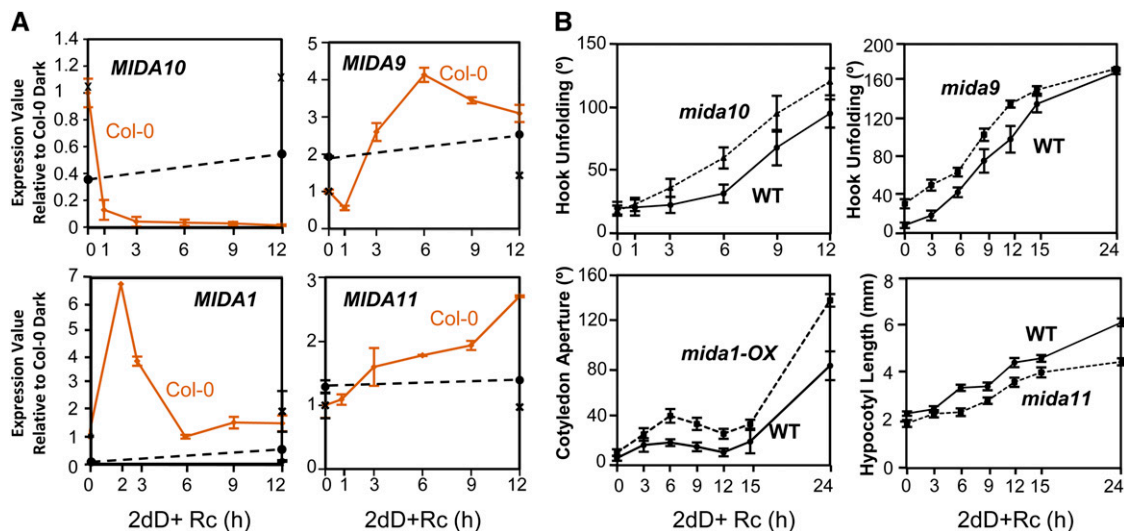 A
Expression Value
Relative to Col-0 Dark
1.4
1.2
1
0.8
0.6
0.4
0.2
0
MIDA10
Col-0
0 1 3 6 9 12
5
4
3
2
1
0
MIDA9
Col-0
0 1 3 6 9 12
Expression Value
Relative to Col-0 Dark
7
6
5
4
3
2
1
0
MIDA1
Col-0
0 2 3 6 9 12
2dD+ Rc (h)
3
2
1
0
MIDA11
Col-0
0 1 3 6 9 12
2dD+ Rc (h)
B
Hook Unfolding (º)
150
100
50
0
mida10
WT
0 1 3 6 9 12
Hook Unfolding (º)
200
160
120
80
40
0
mida9
WT
0 3 6 9 12 15 24
Cotyledon Aperture (º)
160
120
80
40
0
mida1-OX
WT
0 3 6 9 12 15 24
2dD+ Rc (h)
Hypocotyl Length (mm)
8
6
4
2
0
WT
mida11
0 3 6 9 12 15 24
2dD+Rc (h)